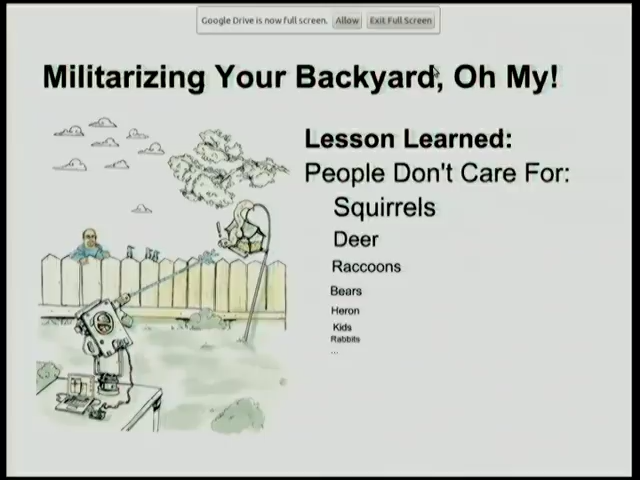 Google Drive is now full screen. Allow Exit Full Screen
Militarizing Your Backyard, Oh My!
Lesson Learned:
People Don't Care For:
Squirrels
Deer
Raccoons
Bears
Heron
Kids
Rabbits
...